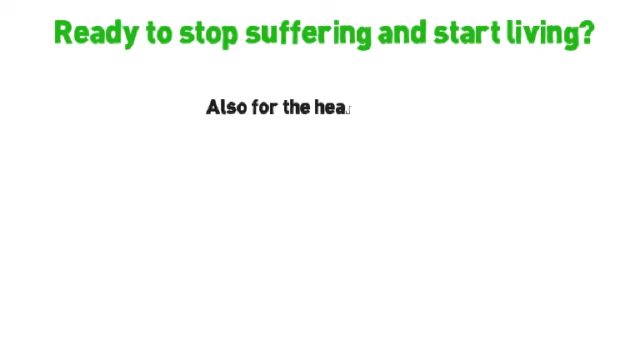 Ready to stop suffering and start living?
Also for the hea